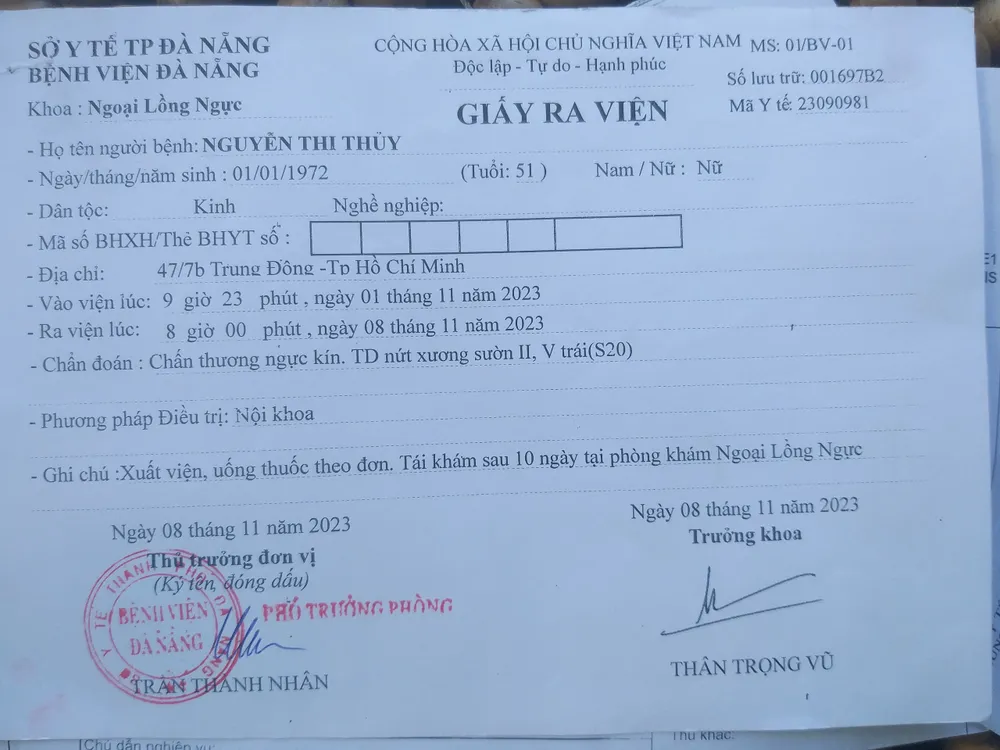 SỞ Y TẾ TP ĐÀ NẴNG
BỆNH VIỆN ĐÀ NẴNG
Khoa : Ngoại Lồng Ngực
CỘNG HÒA XÃ HỘI CHỦ NGHĨA VIỆT NAM
Độc lập - Tự do - Hạnh phúc
GIẤY RA VIỆN
MS: 01/BV-01
Số lưu trữ: 001697B2
Mã Y tế: 23090981
- Họ tên người bệnh: NGUYỄN THI THỦY
- Ngày/tháng/năm sinh : 01/01/1972 (Tuổi: 51 ) Nam / Nữ : Nữ
- Dân tộc: Kinh Nghề nghiệp:
- Mã số BHXH/Thẻ BHYT số :
- Địa chỉ: 47/7b Trung Đông -Tp Hồ Chí Minh
- Vào viện lúc: 9 giờ 23 phút , ngày 01 tháng 11 năm 2023
- Ra viện lúc: 8 giờ 00 phút , ngày 08 tháng 11 năm 2023
- Chẩn đoán : Chấn thương ngực kín. TD nứt xương sườn II, V trái(S20)
- Phương pháp Điều trị: Nội khoa
- Ghi chú :Xuất viện, uống thuốc theo đơn. Tái khám sau 10 ngày tại phòng khám Ngoại Lồng Ngực
Ngày 08 tháng 11 năm 2023
Thủ trưởng đơn vị
(Ký tên, đóng dấu)
PHÓ TRƯỞNG PHÒNG
BỆNH VIỆN
ĐÀ NẴNG
TRẦN THANH NHÂN
Ngày 08 tháng 11 năm 2023
Trưởng khoa
THÂN TRỌNG VŨ
(Chỉ dẫn nghiệp vụ:
Thu khác: